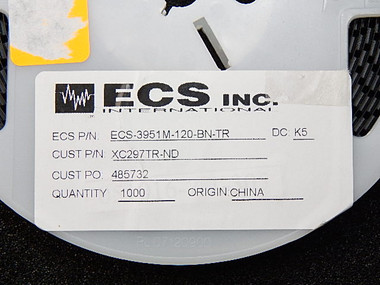 ECS INC.
INTERNATIONAL
ECS P/N: ECS-3951M-120-BN-TR DC: K5
CUST P/N: XC297TR-ND
CUST PO: 485732
QUANTITY 1000 ORIGIN CHINA